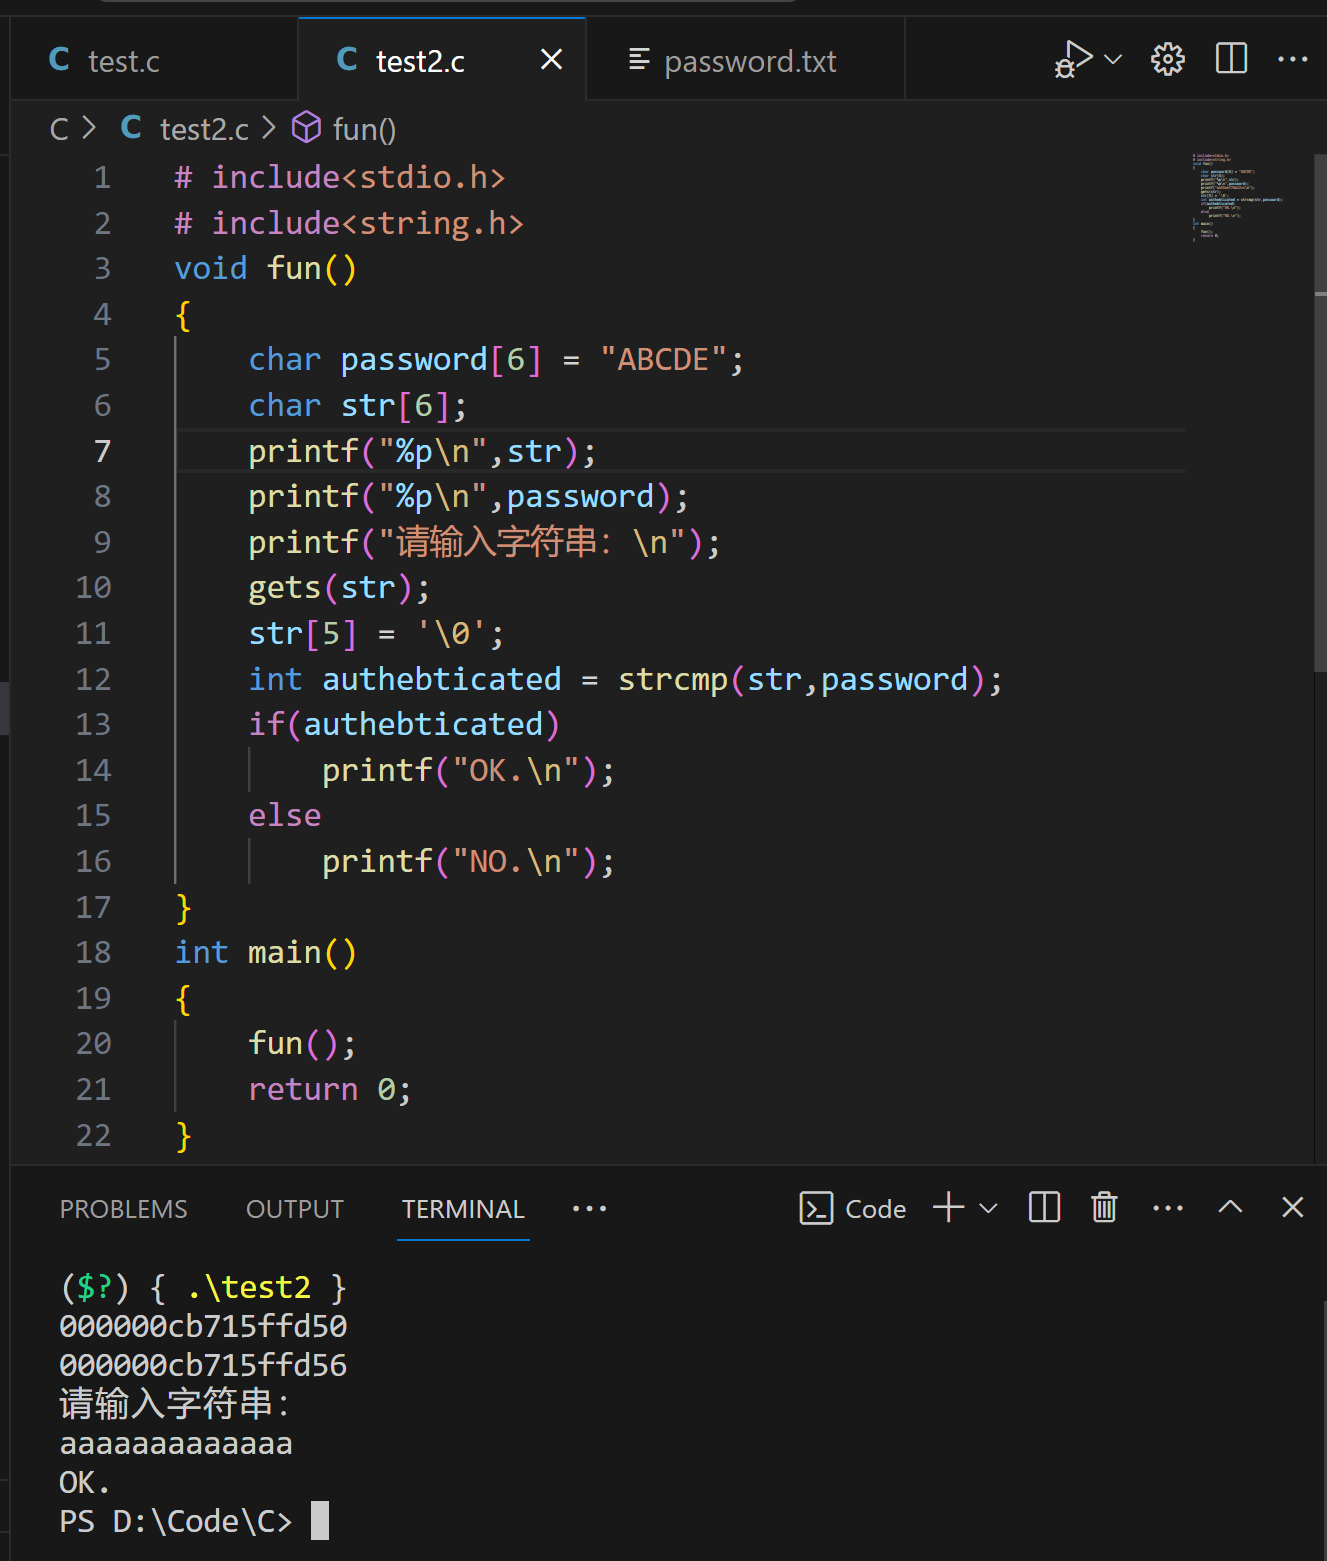 C test.c
C test2.c
password.txt
C > C test2.c > fun()
1 # include<stdio.h>
2 # include<string.h>
3 void fun()
4 {
5 char password[6] = "ABCDE";
6 char str[6];
7 printf("%p\n",str);
8 printf("%p\n",password);
9 printf("请输入字符串：\n");
10 gets(str);
11 str[5] = '\0';
12 int authebticated = strcmp(str,password);
13 if(authebticated)
14 printf("OK.\n");
15 else
16 printf("NO.\n");
17 }
18 int main()
19 {
20 fun();
21 return 0;
22 }
PROBLEMS OUTPUT TERMINAL ··· Code
($?) { .\test2 }
000000cb715ffd50
000000cb715ffd56
请输入字符串：
aaaaaaaaaaaaa
OK.
PS D:\Code\C>